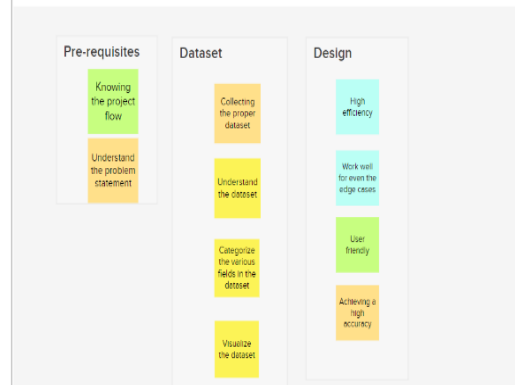 Pre-requisites
Knowing
the project
flow
Understand
the problem
statement
Dataset
Collecting
the proper
dataset
Understand
the dataset
Categorize
the various
fields in the
dataset
Visualize
the dataset
Design
High
efficiency
Work well
for even the
edge cases
User
friendly
Achieving a
high
accuracy